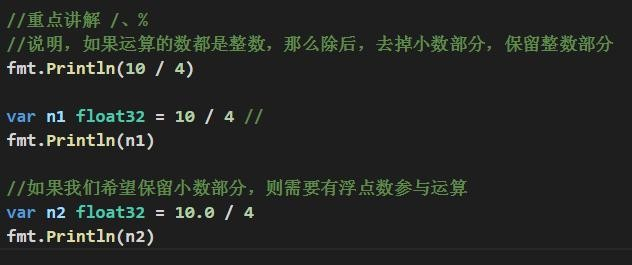 //重点讲解 /、%
//说明，如果运算的数都是整数，那么除后，去掉小数部分，保留整数部分
fmt.Println(10 / 4)
var n1 float32 = 10 / 4 //
fmt.Println(n1)
//如果我们希望保留小数部分，则需要有浮点数参与运算
var n2 float32 = 10.0 / 4
fmt.Println(n2)